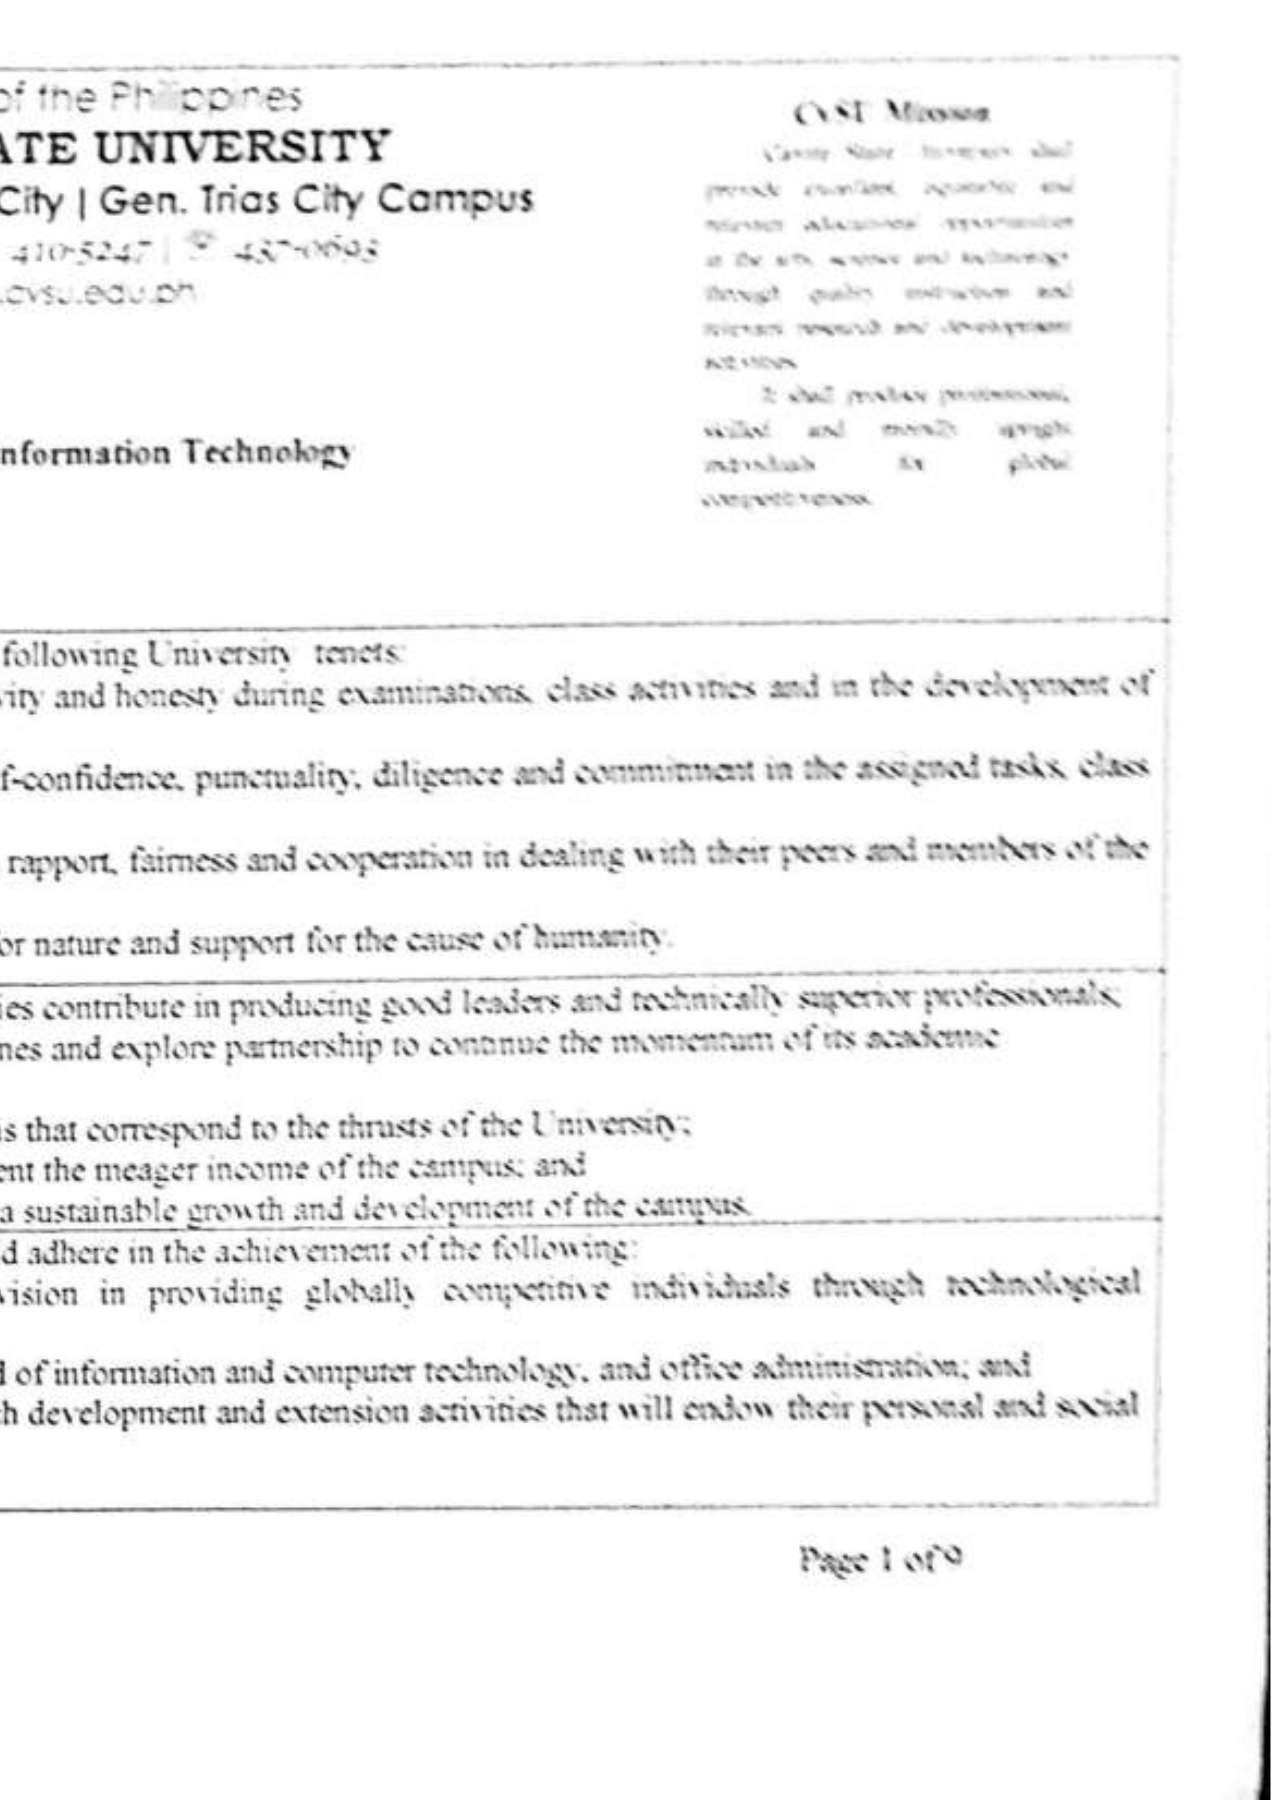 of the Philippines
ATE UNIVERSITY
City | Gen. Trias City Campus
410-5247 | 437-0693
.cvsu.edu.ph
nformation Technology
CvSU Mission
Cavite State University shall
provide excellent, equitable and
relevant educational opportunities
in the arts, science and technology
through quality instruction and
relevant research and development
activities.
It shall produce professional,
skilled and morally upright
individuals for global
competitiveness.
following University tenets:
vity and honesty during examinations, class activities and in the development of
f-confidence, punctuality, diligence and commitment in the assigned tasks, class
rapport, fairness and cooperation in dealing with their peers and members of the
or nature and support for the cause of humanity.
ies contribute in producing good leaders and technically superior professionals;
nes and explore partnership to continue the momentum of its academic
s that correspond to the thrusts of the University;
ent the meager income of the campus; and
a sustainable growth and development of the campus.
d adhere in the achievement of the following:
vision in providing globally competitive individuals through technological
d of information and computer technology, and office administration; and
h development and extension activities that will endow their personal and social
Page 1 of 9